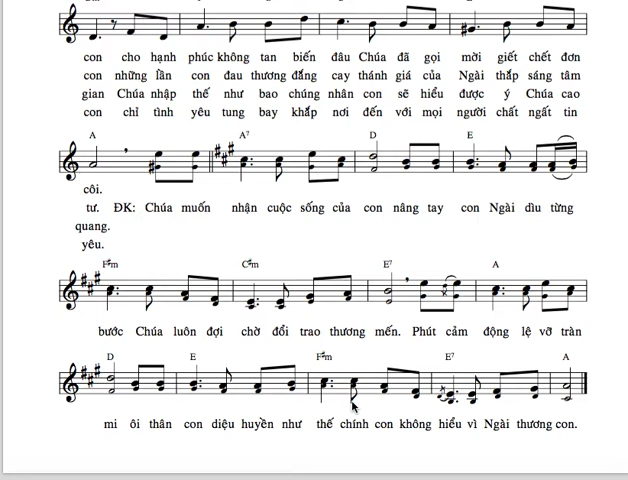 con cho hạnh phúc không tan biến đâu Chúa đã gọi mời giết chết đơn
con những lần con đau thương đắng cay thánh giá của Ngài thắp sáng tâm
gian Chúa nhập thế như bao chúng nhân con sẽ hiểu được ý Chúa cao
con chỉ tình yêu tung bay khắp nơi đến với mọi người chất ngất tin
A A7 D E
côi.
tư. ĐK: Chúa muốn nhận cuộc sống của con nâng tay con Ngài dìu từng
quang.
yêu.
F#m C#m E7 A
bước Chúa luôn đợi chờ đổi trao thương mến. Phút cảm động lệ vỡ tràn
D E F#m E7 A
mi ôi thân con diệu huyền như thế chính con không hiểu vì Ngài thương con.